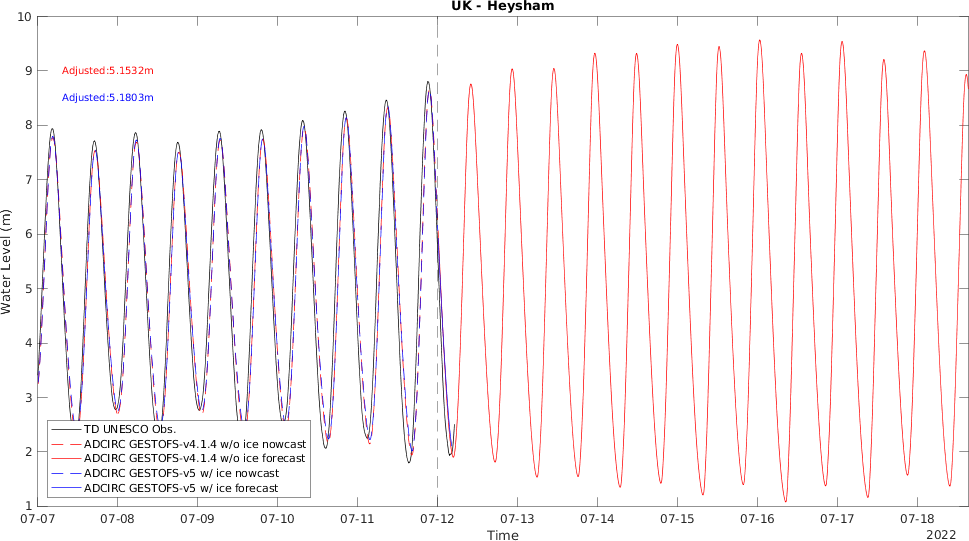 UK - Heysham
Adjusted:5.1532m
Adjusted:5.1803m
Water Level (m)
10
9
8
7
6
5
4
3
2
1
TD UNESCO Obs.
ADCIRC GESTOFS-v4.1.4 w/o ice nowcast
ADCIRC GESTOFS-v4.1.4 w/o ice forecast
ADCIRC GESTOFS-v5 w/ ice nowcast
ADCIRC GESTOFS-v5 w/ ice forecast
07-07 07-08 07-09 07-10 07-11 07-12 07-13 07-14 07-15 07-16 07-17 07-18
Time
2022